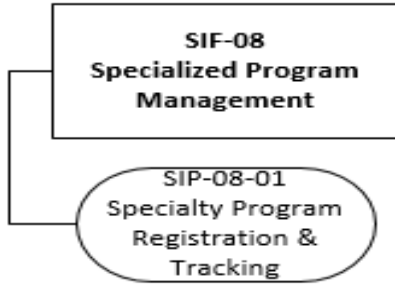 SIF-08
Specialized Program
Management
SIP-08-01
Specialty Program
Registration &
Tracking